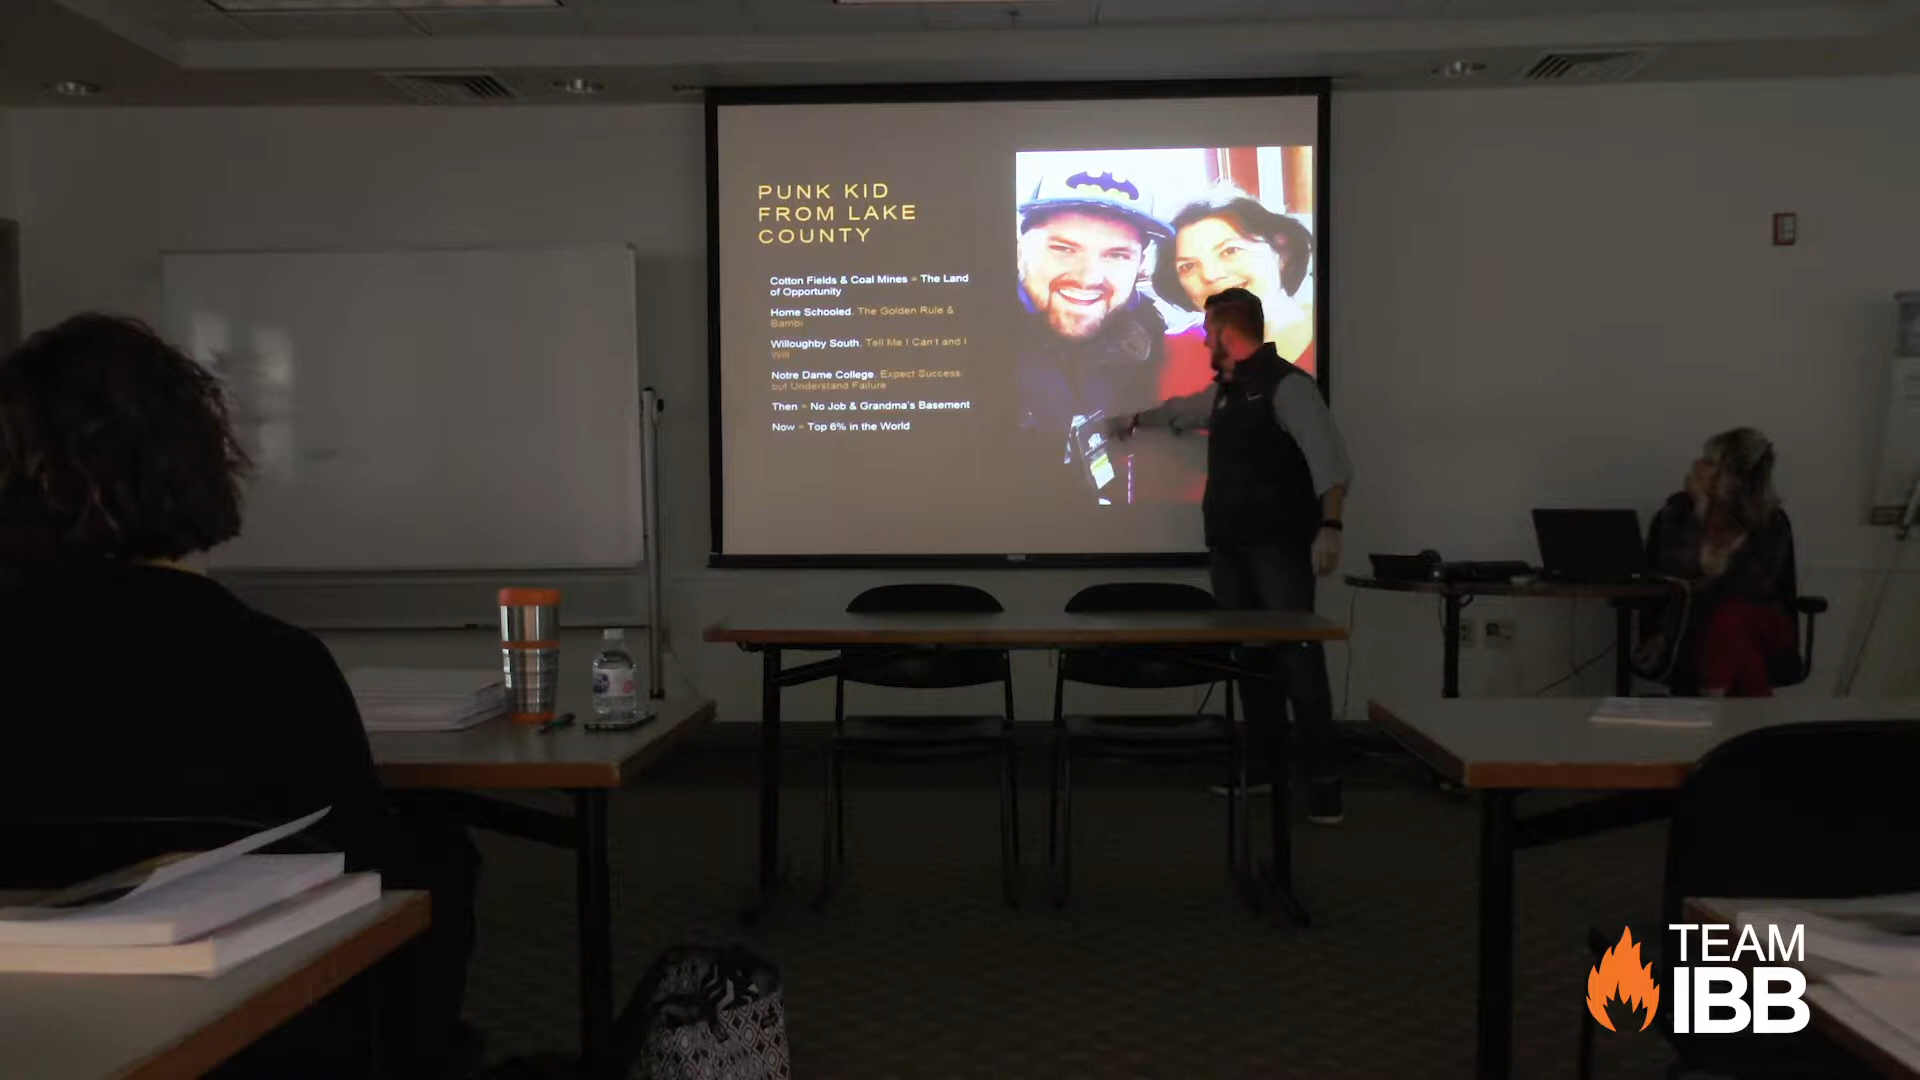 PUNK KID
FROM LAKE
COUNTY
Cotton Fields & Coal Mines = The Land
of Opportunity
Home Schooled. The Golden Rule &
Bambi
Willoughby South. Tell Me I Can't and I
Will
Notre Dame College. Expect Success
but Understand Failure
Then = No Job & Grandma's Basement
Now = Top 6% in the World
TEAM
IBB